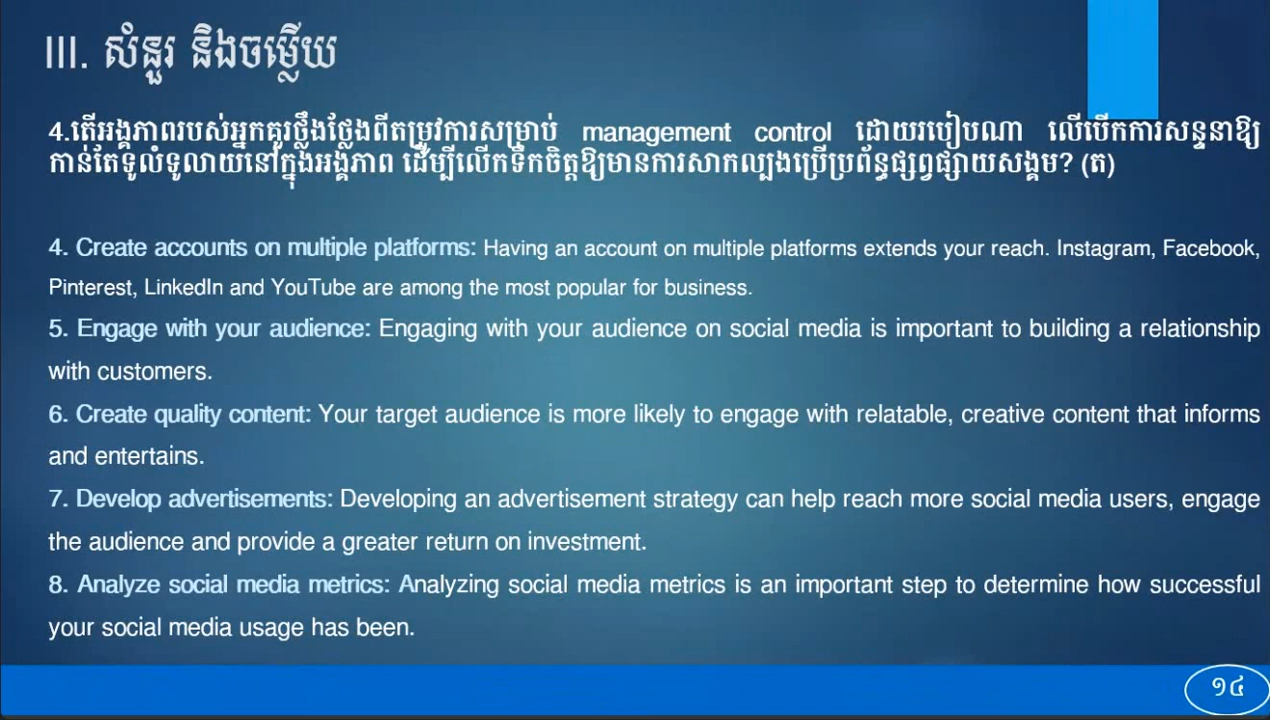 III. សំនួរ និងចម្លើយ
4.តើអង្គភាពរបស់អ្នកគួរថ្លឹងថ្លែងពីតម្រូវការសម្រាប់ management control ដោយរបៀបណា លើបើកការសន្ទនាឱ្យ
កាន់តែទូលំទូលាយនៅក្នុងអង្គភាព ដើម្បីលើកទឹកចិត្តឱ្យមានការសាកល្បងប្រើប្រព័ន្ធផ្សព្វផ្សាយសង្គម? (ត)
4. Create accounts on multiple platforms: Having an account on multiple platforms extends your reach. Instagram, Facebook,
Pinterest, LinkedIn and YouTube are among the most popular for business.
5. Engage with your audience: Engaging with your audience on social media is important to building a relationship
with customers.
6. Create quality content: Your target audience is more likely to engage with relatable, creative content that informs
and entertains.
7. Develop advertisements: Developing an advertisement strategy can help reach more social media users, engage
the audience and provide a greater return on investment.
8. Analyze social media metrics: Analyzing social media metrics is an important step to determine how successful
your social media usage has been.
១៤